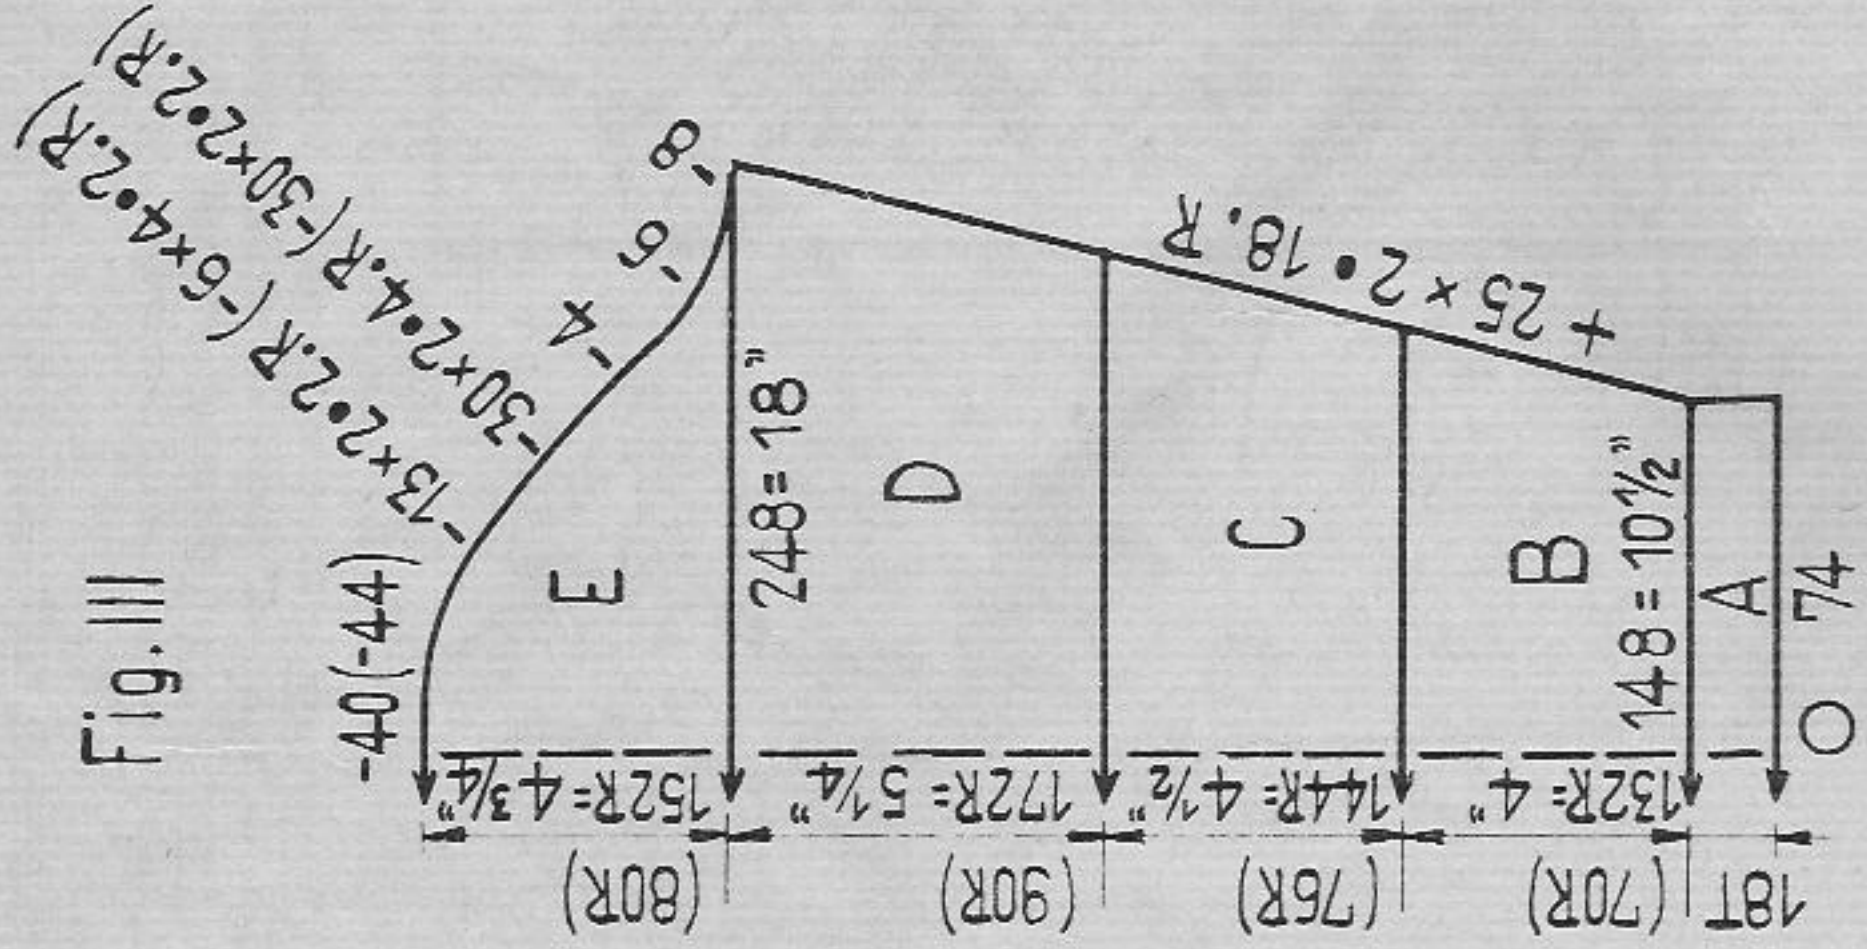 Fig. III
-40(-44)
-13×2•2.R(-6×4•2.R)
-30×2•4.R(-30×2•2.R)
-4
-6
-8
E
152R=4¾"
(80R)
248=18"
D
172R=5¼"
(90R)
+25×2•18.R
C
144R=4½"
(76R)
B
132R=4"
(70R)
148=10½"
A
18T
O 74